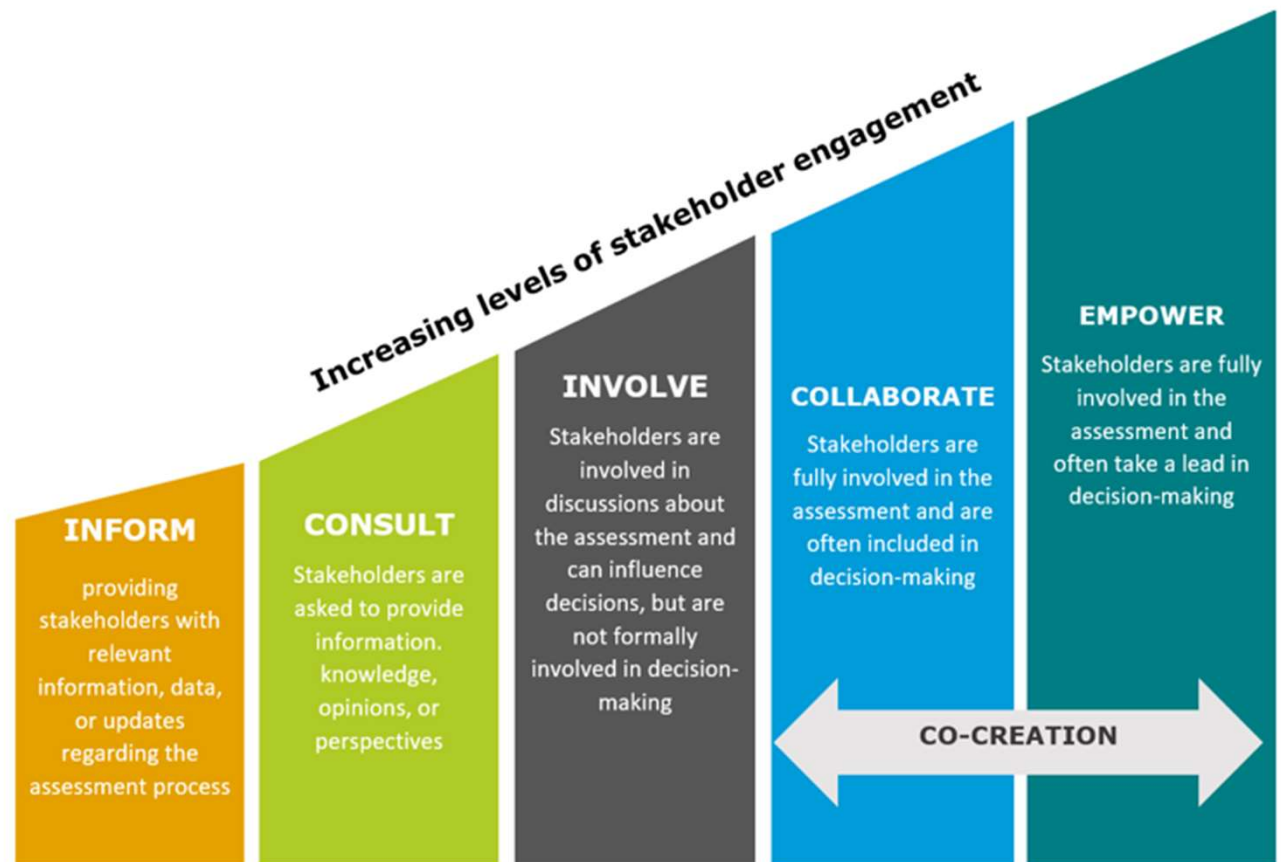 Increasing levels of stakeholder engagement
INFORM
providing
stakeholders with
relevant
information, data,
or updates
regarding the
assessment process
CONSULT
Stakeholders are
asked to provide
information.
knowledge,
opinions, or
perspectives
INVOLVE
Stakeholders are
involved in
discussions about
the assessment and
can influence
decisions, but are
not formally
involved in decision-
making
COLLABORATE
Stakeholders are
fully involved in the
assessment and are
often included in
decision-making
EMPOWER
Stakeholders are fully
involved in the
assessment and
often take a lead in
decision-making
CO-CREATION